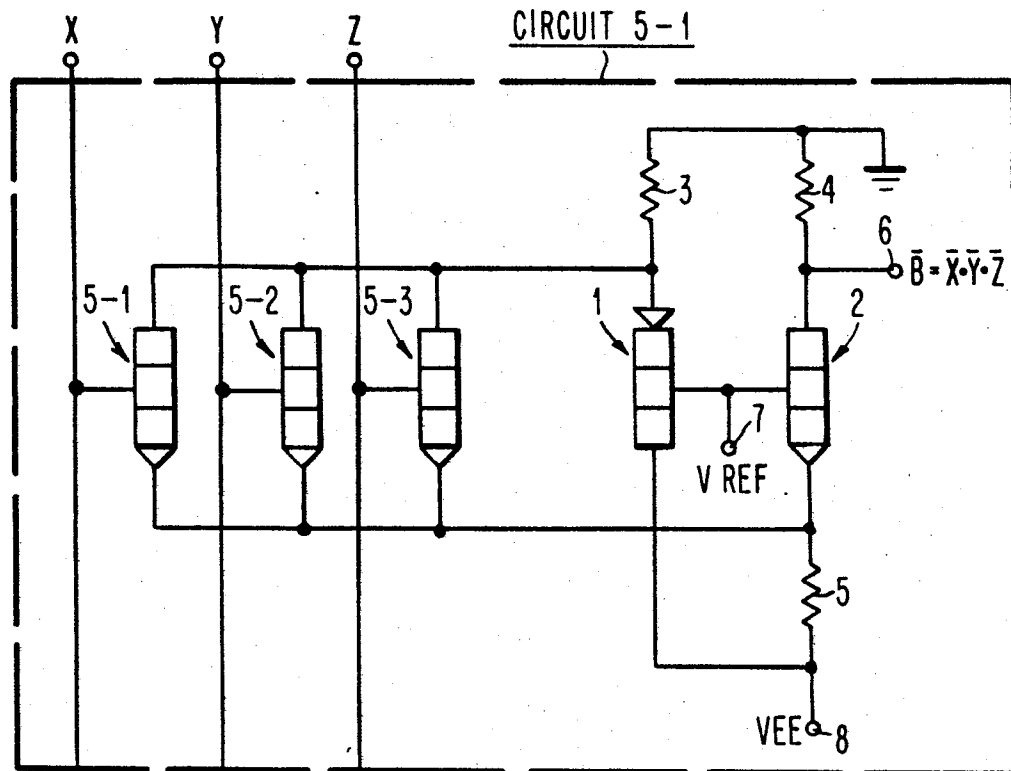 X Y Z CIRCUIT 5-1
3 4
6
B̄ = X̄·Ȳ·Z̄
5-1 5-2 5-3 1 2
7
V REF
5
VEE 8